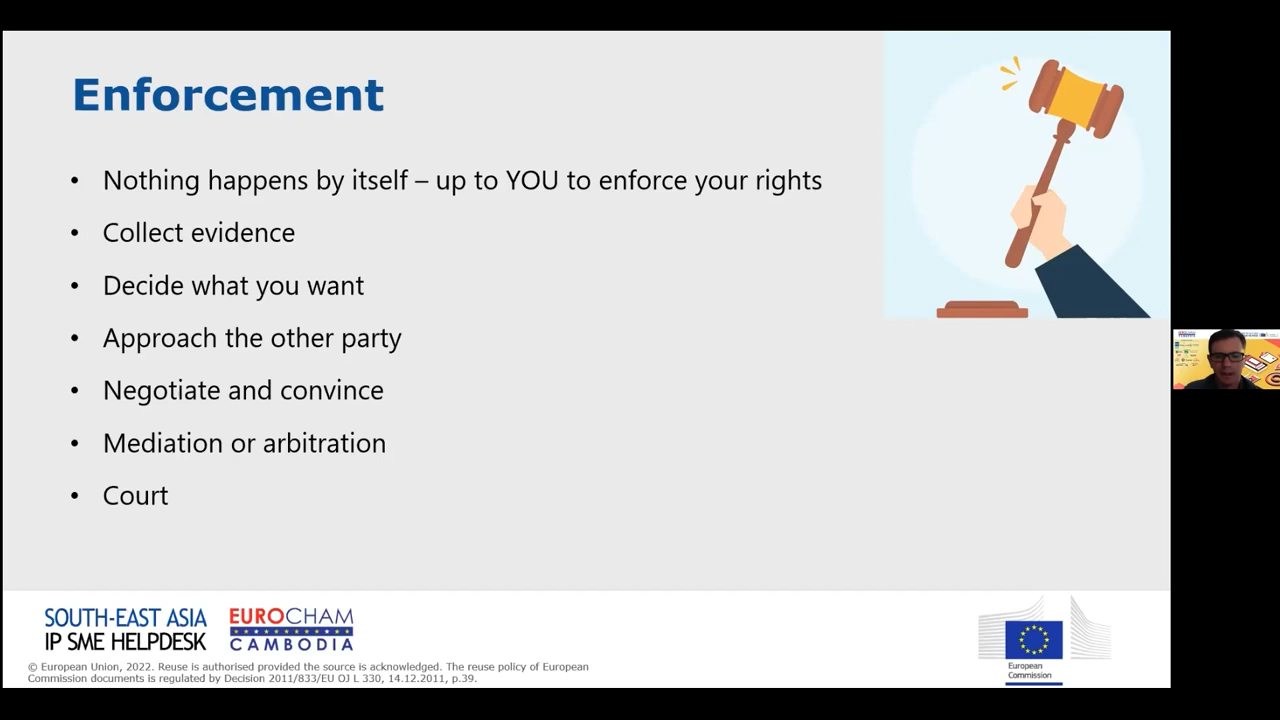 Enforcement
• Nothing happens by itself – up to YOU to enforce your rights
• Collect evidence
• Decide what you want
• Approach the other party
• Negotiate and convince
• Mediation or arbitration
• Court
SOUTH-EAST ASIA
IP SME HELPDESK
EUROCHAM
CAMBODIA
European
Commission
© European Union, 2022. Reuse is authorised provided the source is acknowledged. The reuse policy of European
Commission documents is regulated by Decision 2011/833/EU OJ L 330, 14.12.2011, p.39.